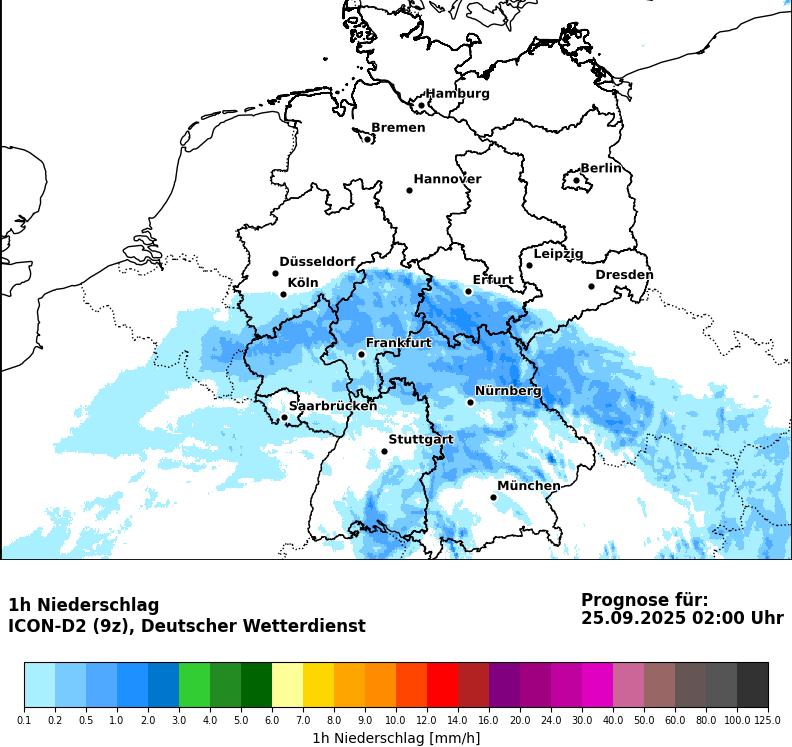 Hamburg
Bremen
Berlin
Hannover
Leipzig
Düsseldorf
Dresden
Köln
Erfurt
Frankfurt
Nürnberg
Saarbrücken
Stuttgart
München
1h Niederschlag
ICON-D2 (9z), Deutscher Wetterdienst
Prognose für:
25.09.2025 02:00 Uhr
0.1 0.2 0.5 1.0 2.0 3.0 4.0 5.0 6.0 7.0 8.0 9.0 10.0 12.0 14.0 16.0 20.0 24.0 30.0 40.0 50.0 60.0 80.0 100.0 125.0
1h Niederschlag [mm/h]